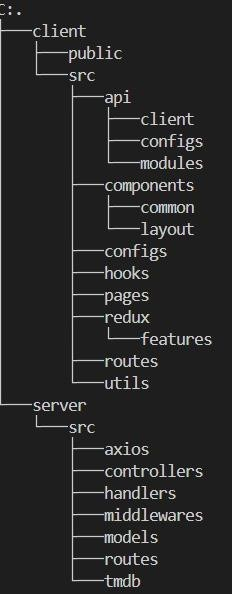 C:.
├───client
│   ├───public
│   └───src
│       ├───api
│       │   ├───client
│       │   ├───configs
│       │   └───modules
│       ├───components
│       │   ├───common
│       │   └───layout
│       ├───configs
│       ├───hooks
│       ├───pages
│       ├───redux
│       │   └───features
│       ├───routes
│       └───utils
└───server
    └───src
        ├───axios
        ├───controllers
        ├───handlers
        ├───middlewares
        ├───models
        ├───routes
        └───tmdb